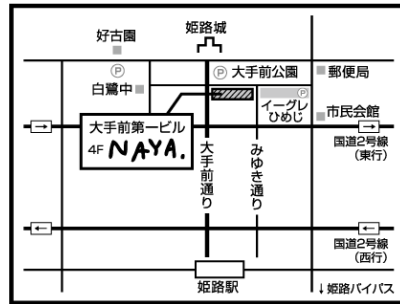 姫路城
好古園
Ⓟ
Ⓟ 大手前公園
郵便局
白鷺中
Ⓟ
イーグレ
ひめじ
市民会館
大手前第一ビル
4F NAYA.
→
→
国道2号線
(東行)
大手前通り
みゆき通り
←
←
国道2号線
(西行)
姫路駅
↓姫路バイパス